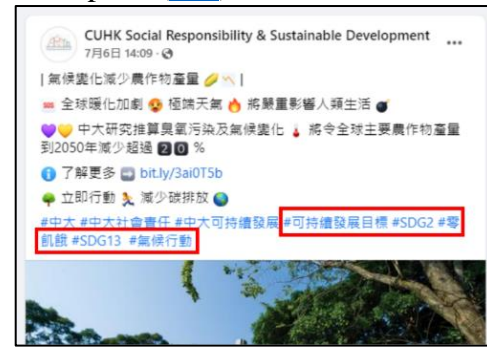 CUHK Social Responsibility & Sustainable Development
7月6日 14:09 ·
| 氣候變化減少農作物產量 |
全球暖化加劇 極端天氣 將嚴重影響人類生活
中大研究推算臭氧污染及氣候變化 將令全球主要農作物產量
到2050年減少超過 20 %
了解更多 bit.ly/3ai0T5b
立即行動 減少碳排放
#中大 #中大社會責任 #中大可持續發展 #可持續發展目標 #SDG2 #零
飢餓 #SDG13 #氣候行動